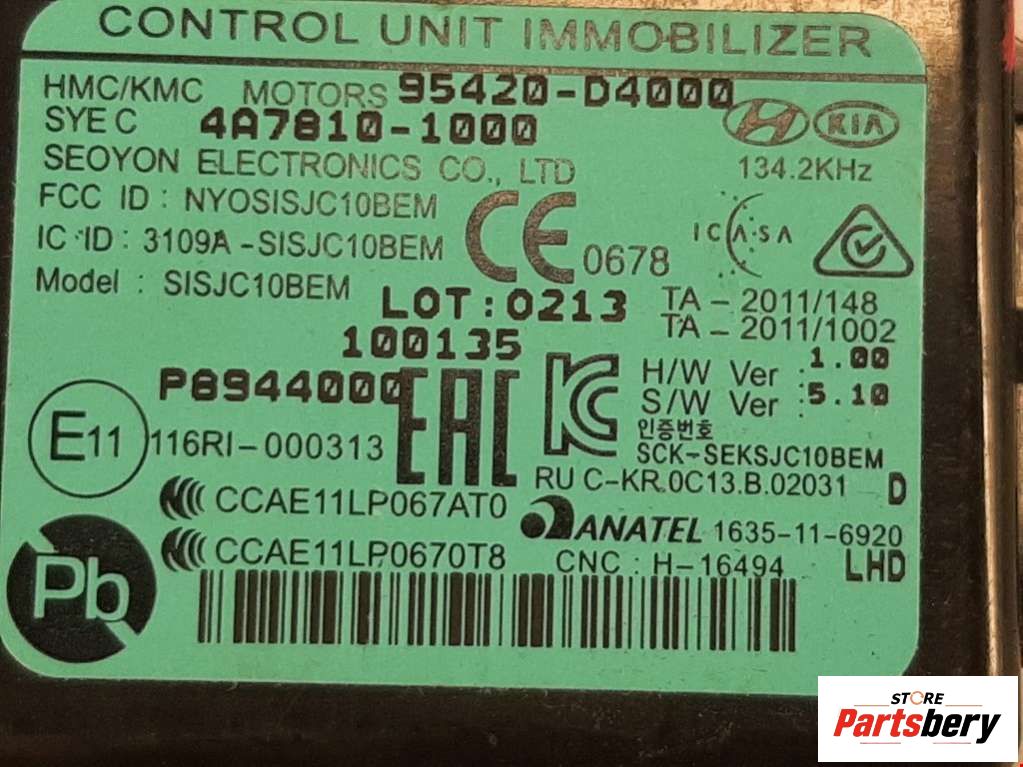 CONTROL UNIT IMMOBILIZER
HMC/KMC MOTORS 95420-D4000
SYE C 4A7810-1000
KIA
SEOYON ELECTRONICS CO., LTD
134.2KHz
FCC ID : NYOSISJC10BEM
IC ID : 3109A-SISJC10BEM
CE 0678
ICASA
Model : SISJC10BEM
LOT:0213
TA - 2011/148
TA - 2011/1002
100135
H/W Ver : 1.00
P8944000
EAC
S/W Ver : 5.10
인증번호
E11 116RI-000313
SCK-SEKSJC10BEM
RU C-KR.0C13.B.02031 D
CCAE11LP067AT0
ANATEL 1635-11-6920
CCAE11LP0670T8
CNC : H-16494 LHD
Pb
STORE
Partsbery